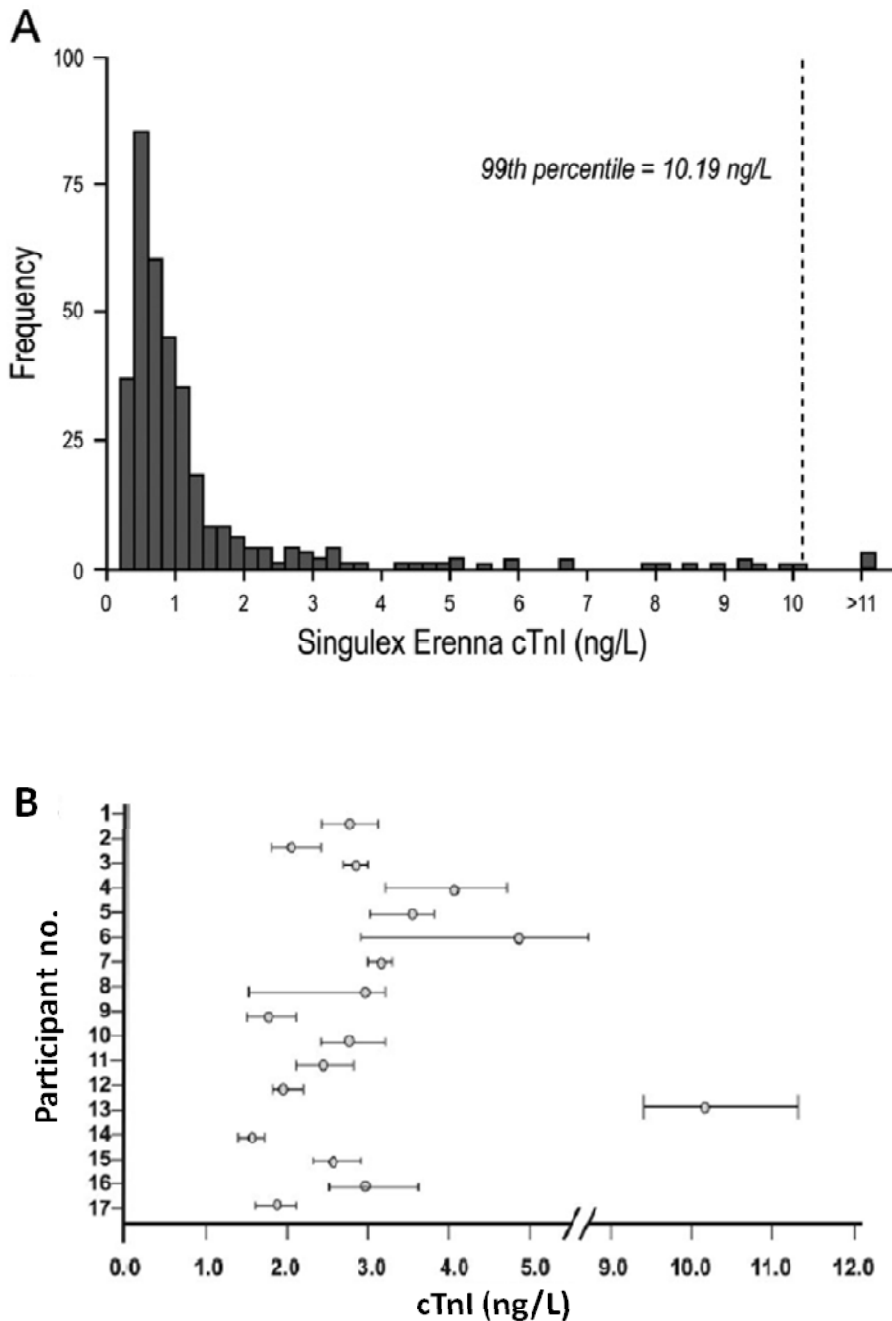 A
100
99th percentile = 10.19 ng/L
75
Frequency
50
25
0
0 1 2 3 4 5 6 7 8 9 10 >11
Singulex Erenna cTnI (ng/L)
B
1
2
3
4
5
6
7
8
9
10
11
12
13
14
15
16
17
Participant no.
0.0 1.0 2.0 3.0 4.0 5.0 9.0 10.0 11.0 12.0
cTnI (ng/L)